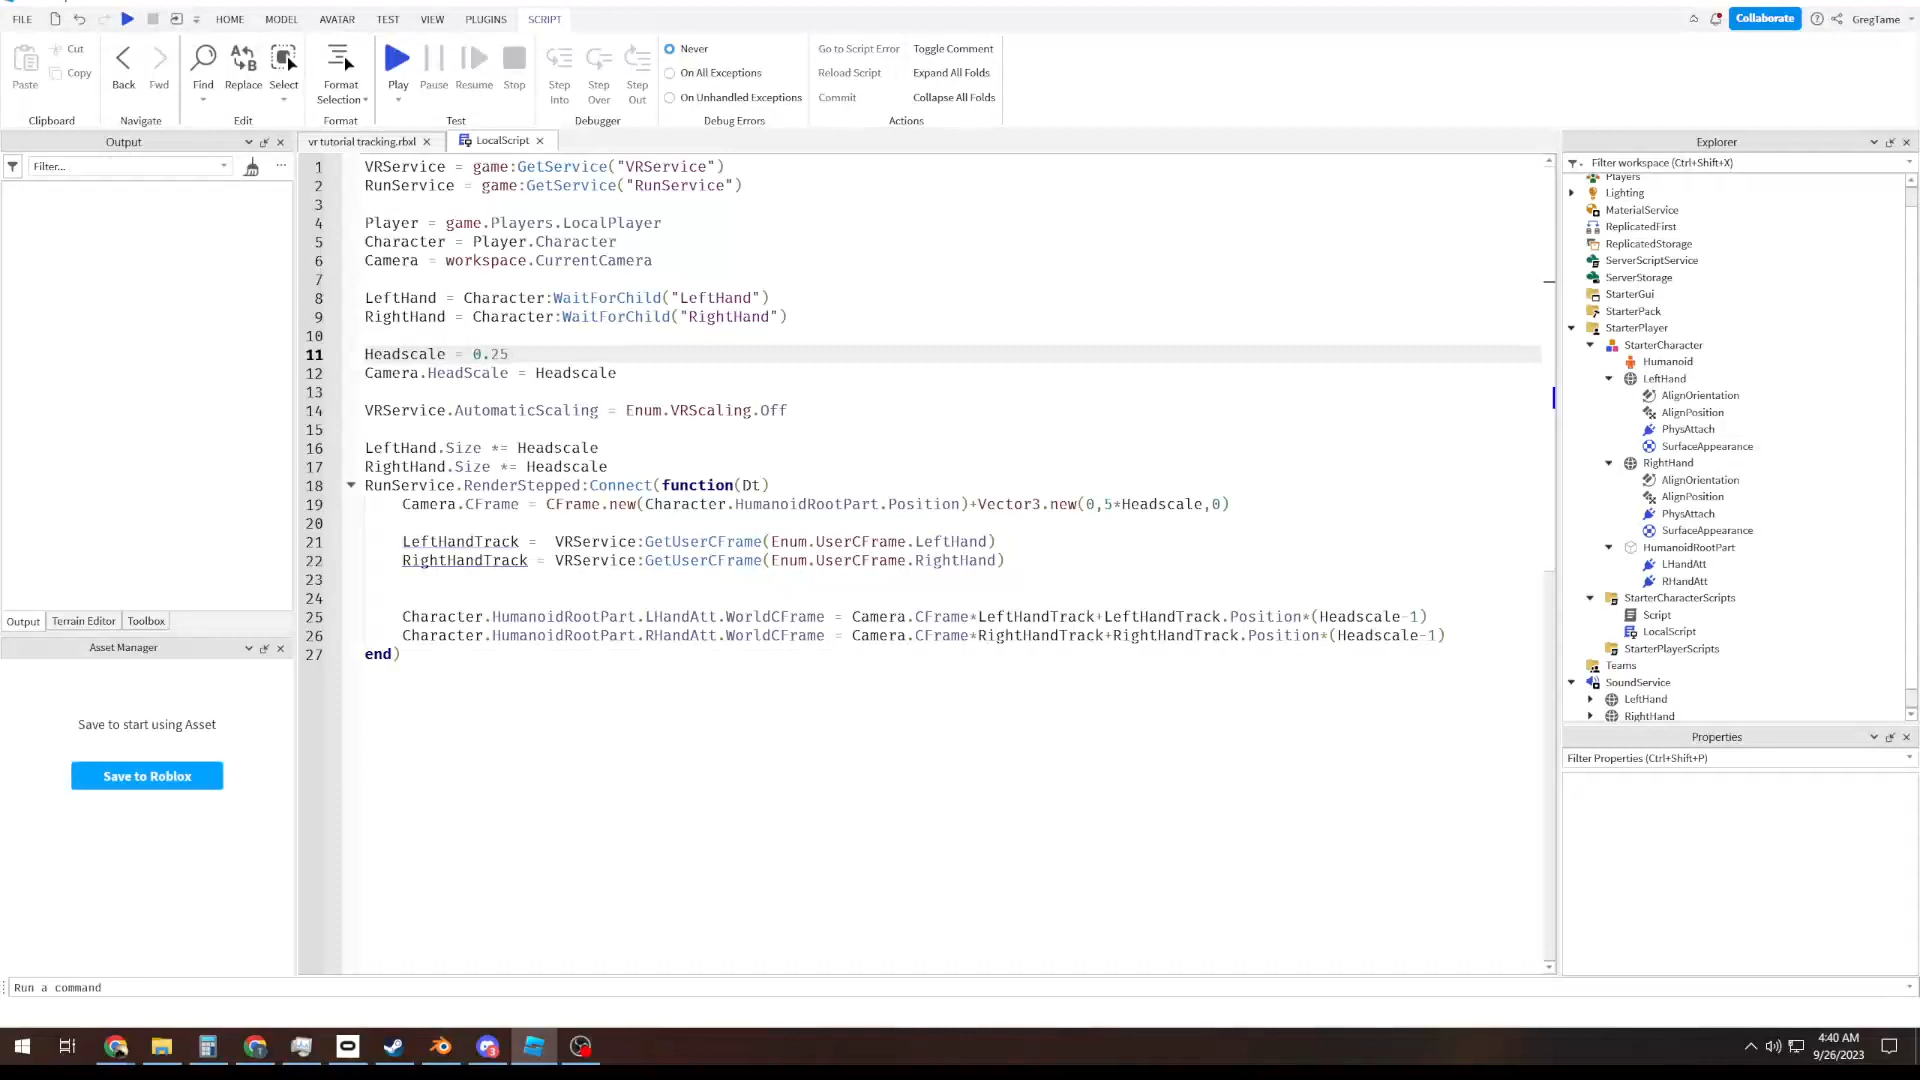 FILE HOME MODEL AVATAR TEST VIEW PLUGINS SCRIPT Collaborate GregTame
Paste Cut Copy
Clipboard
Back Fwd
Navigate
Find Replace Select
Edit
Format Selection
Format
Play Pause Resume Stop
Test
Step Into Step Over Step Out
Debugger
Never
On All Exceptions
On Unhandled Exceptions
Debug Errors
Go to Script Error Toggle Comment
Reload Script Expand All Folds
Commit Collapse All Folds
Actions
Output
Filter...
Output Terrain Editor Toolbox
Asset Manager
Save to start using Asset
Save to Roblox
vr tutorial tracking.rbxl LocalScript
1 VRService = game:GetService("VRService")
2 RunService = game:GetService("RunService")
3
4 Player = game.Players.LocalPlayer
5 Character = Player.Character
6 Camera = workspace.CurrentCamera
7
8 LeftHand = Character:WaitForChild("LeftHand")
9 RightHand = Character:WaitForChild("RightHand")
10
11 Headscale = 0.25
12 Camera.HeadScale = Headscale
13
14 VRService.AutomaticScaling = Enum.VRScaling.Off
15
16 LeftHand.Size *= Headscale
17 RightHand.Size *= Headscale
18 RunService.RenderStepped:Connect(function(Dt)
19 Camera.CFrame = CFrame.new(Character.HumanoidRootPart.Position)+Vector3.new(0,5*Headscale,0)
20
21 LeftHandTrack = VRService:GetUserCFrame(Enum.UserCFrame.LeftHand)
22 RightHandTrack = VRService:GetUserCFrame(Enum.UserCFrame.RightHand)
23
24
25 Character.HumanoidRootPart.LHandAtt.WorldCFrame = Camera.CFrame*LeftHandTrack+LeftHandTrack.Position*(Headscale-1)
26 Character.HumanoidRootPart.RHandAtt.WorldCFrame = Camera.CFrame*RightHandTrack+RightHandTrack.Position*(Headscale-1)
27 end)
Explorer
Filter workspace (Ctrl+Shift+X)
Players
Lighting
MaterialService
ReplicatedFirst
ReplicatedStorage
ServerScriptService
ServerStorage
StarterGui
StarterPack
StarterPlayer
StarterCharacter
Humanoid
LeftHand
AlignOrientation
AlignPosition
PhysAttach
SurfaceAppearance
RightHand
AlignOrientation
AlignPosition
PhysAttach
SurfaceAppearance
HumanoidRootPart
LHandAtt
RHandAtt
StarterCharacterScripts
Script
LocalScript
StarterPlayerScripts
Teams
SoundService
LeftHand
RightHand
Properties
Filter Properties (Ctrl+Shift+P)
Run a command
4:40 AM
9/26/2023